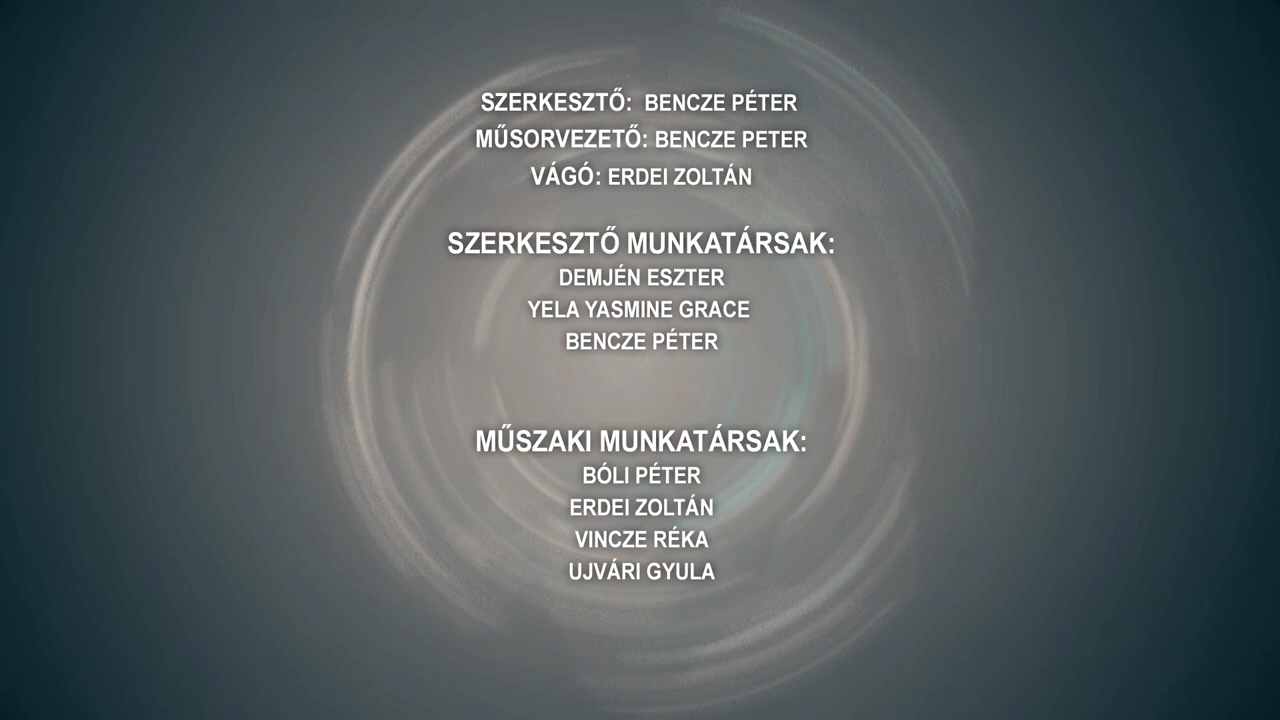 SZERKESZTŐ: BENCZE PÉTER
MŰSORVEZETŐ: BENCZE PETER
VÁGÓ: ERDEI ZOLTÁN
SZERKESZTŐ MUNKATÁRSAK:
DEMJÉN ESZTER
YELA YASMINE GRACE
BENCZE PÉTER
MŰSZAKI MUNKATÁRSAK:
BÓLI PÉTER
ERDEI ZOLTÁN
VINCZE RÉKA
UJVÁRI GYULA